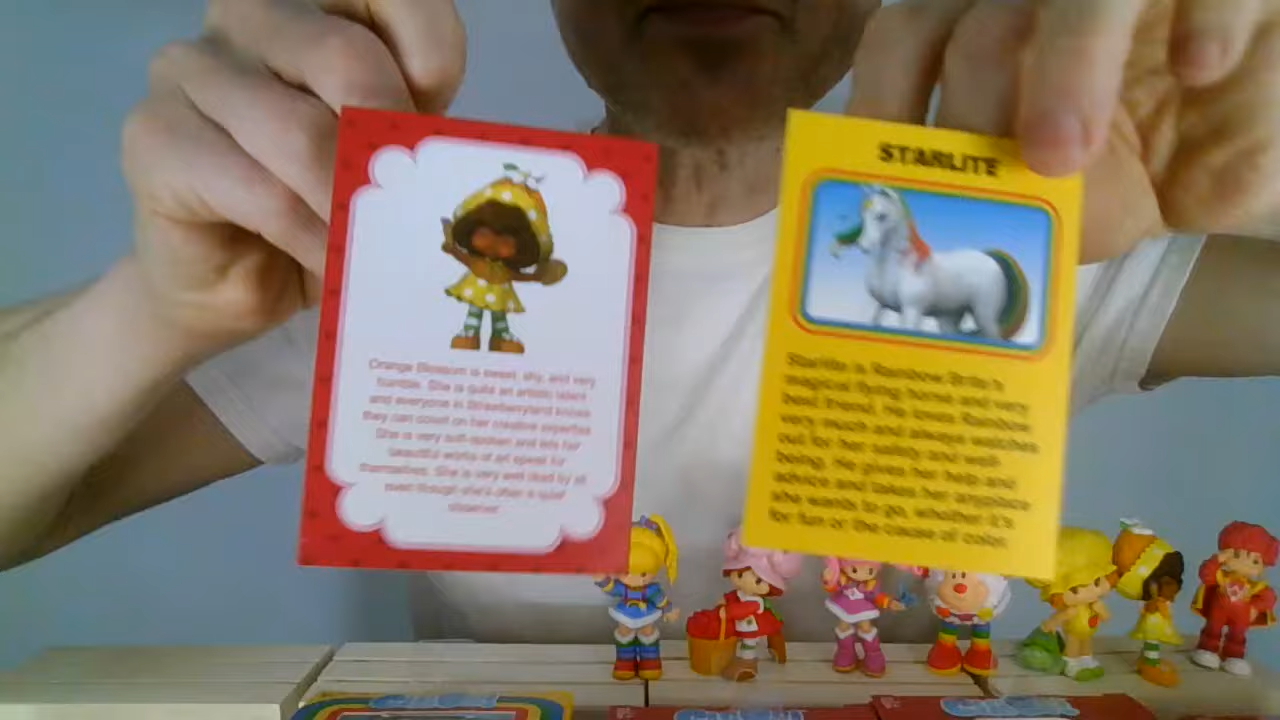 Orange Blossom is sweet, shy, and very
humble. She is quite an artistic talent
and everyone in Strawberryland knows
they can count on her creative expertise
She is very soft-spoken and lets her
beautiful works of art speak for
themselves. She is very well liked by all
even though she's often a quiet
observer.
STARLITE
Starlite is Rainbow Brite's
magical flying horse and very
best friend. He loves Rainbow
very much and always watches
out for her safety and well-
being. He gives her help and
advice and takes her anywhere
she wants to go, whether it's
for fun or the cause of color.